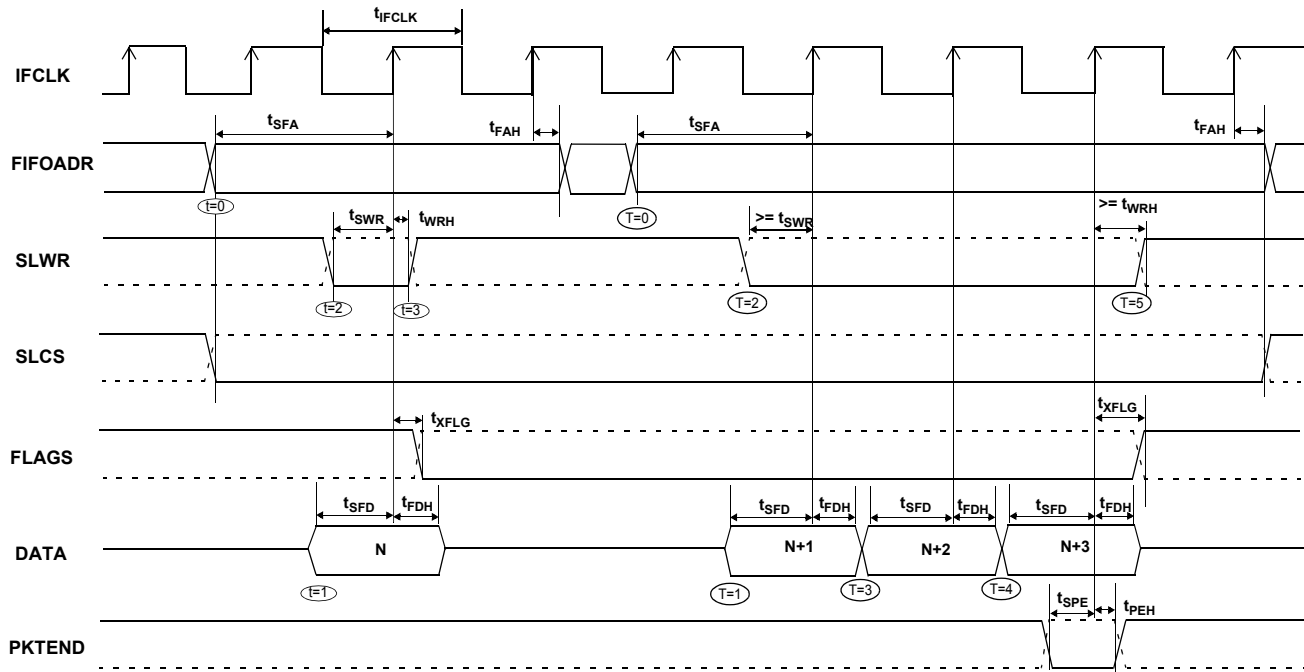 tIFCLK
IFCLK
tSFA
tFAH
tSFA
tFAH
FIFOADR
t=0
T=0
tSWR
tWRH
>= tSWR
>= tWRH
SLWR
t=2
t=3
T=2
T=5
SLCS
tXFLG
tXFLG
FLAGS
tSFD
tFDH
tSFD
tFDH
tSFD
tFDH
tSFD
tFDH
DATA
N
N+1
N+2
N+3
t=1
T=1
T=3
T=4
tSPE
tPEH
PKTEND